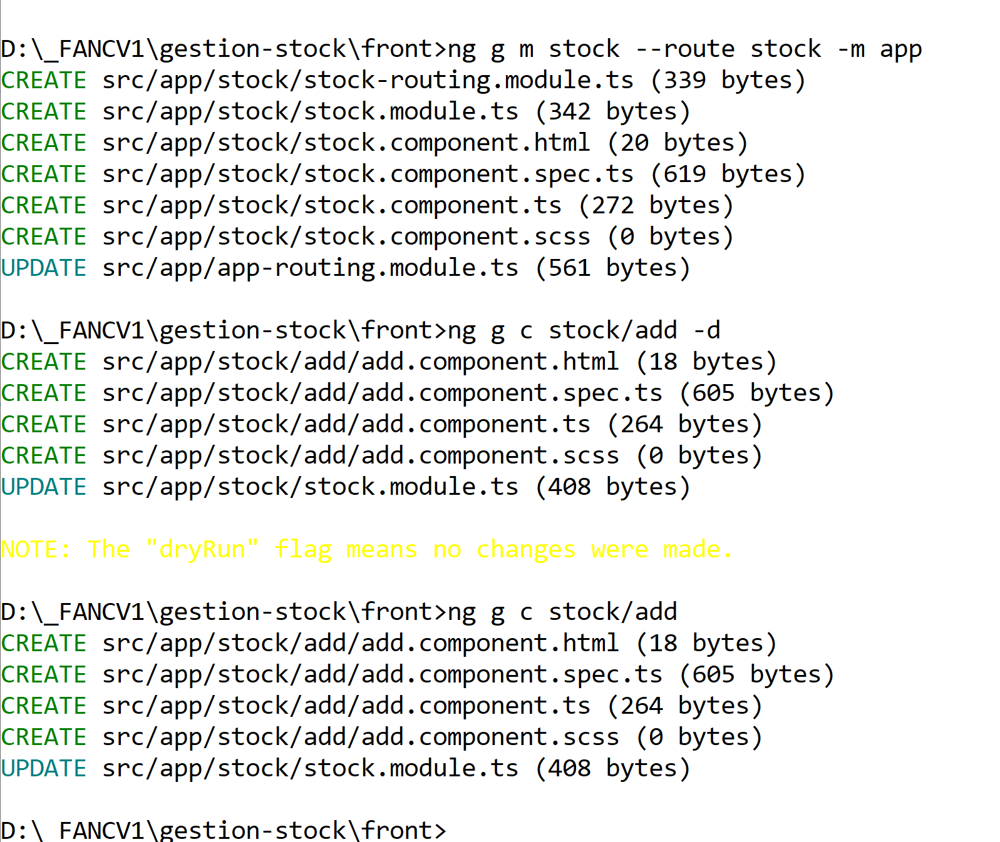 D:\_FANCV1\gestion-stock\front>ng g m stock --route stock -m app
CREATE src/app/stock/stock-routing.module.ts (339 bytes)
CREATE src/app/stock/stock.module.ts (342 bytes)
CREATE src/app/stock/stock.component.html (20 bytes)
CREATE src/app/stock/stock.component.spec.ts (619 bytes)
CREATE src/app/stock/stock.component.ts (272 bytes)
CREATE src/app/stock/stock.component.scss (0 bytes)
UPDATE src/app/app-routing.module.ts (561 bytes)
D:\_FANCV1\gestion-stock\front>ng g c stock/add -d
CREATE src/app/stock/add/add.component.html (18 bytes)
CREATE src/app/stock/add/add.component.spec.ts (605 bytes)
CREATE src/app/stock/add/add.component.ts (264 bytes)
CREATE src/app/stock/add/add.component.scss (0 bytes)
UPDATE src/app/stock/stock.module.ts (408 bytes)
NOTE: The "dryRun" flag means no changes were made.
D:\_FANCV1\gestion-stock\front>ng g c stock/add
CREATE src/app/stock/add/add.component.html (18 bytes)
CREATE src/app/stock/add/add.component.spec.ts (605 bytes)
CREATE src/app/stock/add/add.component.ts (264 bytes)
CREATE src/app/stock/add/add.component.scss (0 bytes)
UPDATE src/app/stock/stock.module.ts (408 bytes)
D:\_FANCV1\gestion-stock\front>